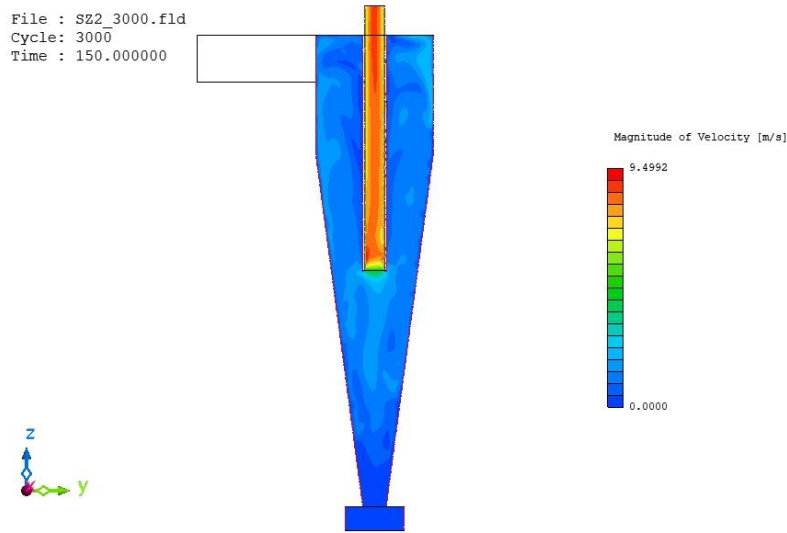 File : SZ2_3000.fld
Cycle: 3000
Time : 150.000000
Magnitude of Velocity [m/s]
9.4992
0.0000
z
x
y